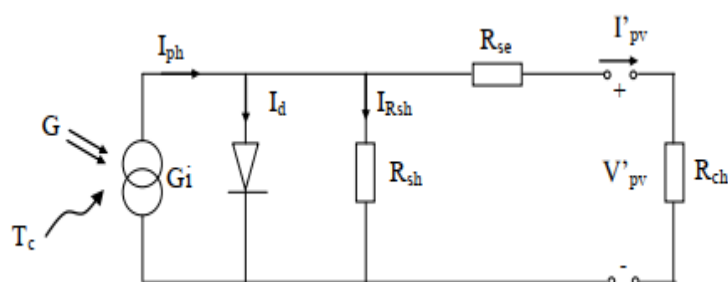 I_ph
R_se
I'_pv
+
G
I_d
I_Rsh
Gi
R_sh
V'_pv
R_ch
T_c
-